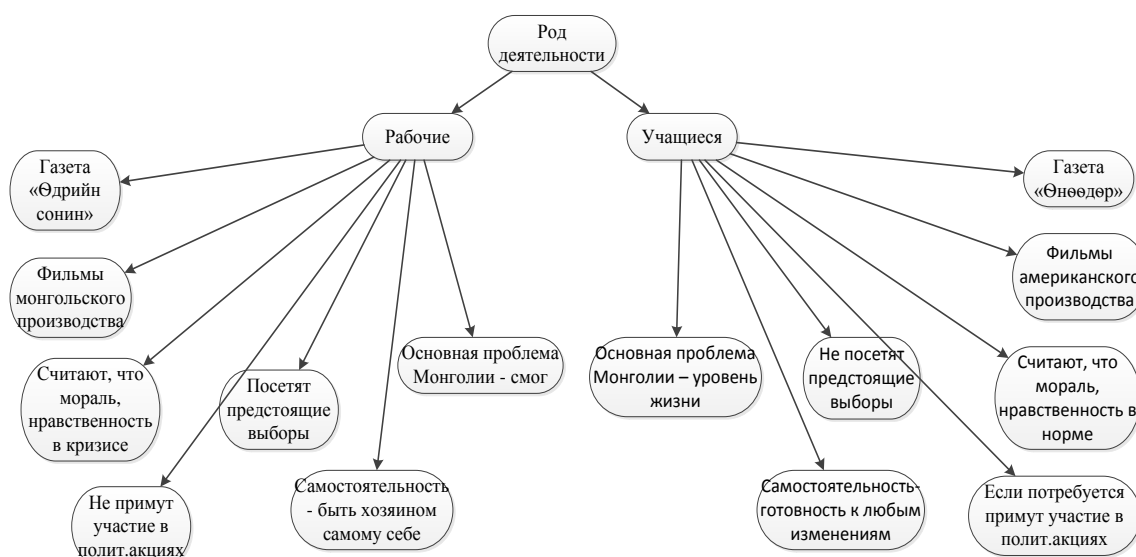 Род
деятельности
Рабочие
Учащиеся
Газета
«Өдрийн
сонин»
Фильмы
монгольского
производства
Считают, что
мораль,
нравственность
в кризисе
Не примут
участие в
полит.акциях
Посетят
предстоящие
выборы
Самостоятельность
- быть хозяином
самому себе
Основная проблема
Монголии - смог
Основная проблема
Монголии – уровень
жизни
Самостоятельность-
готовность к любым
изменениям
Не посетят
предстоящие
выборы
Если потребуется
примут участие в
полит.акциях
Считают, что
мораль,
нравственность в
норме
Фильмы
американского
производства
Газета
«Өнөөдөр»